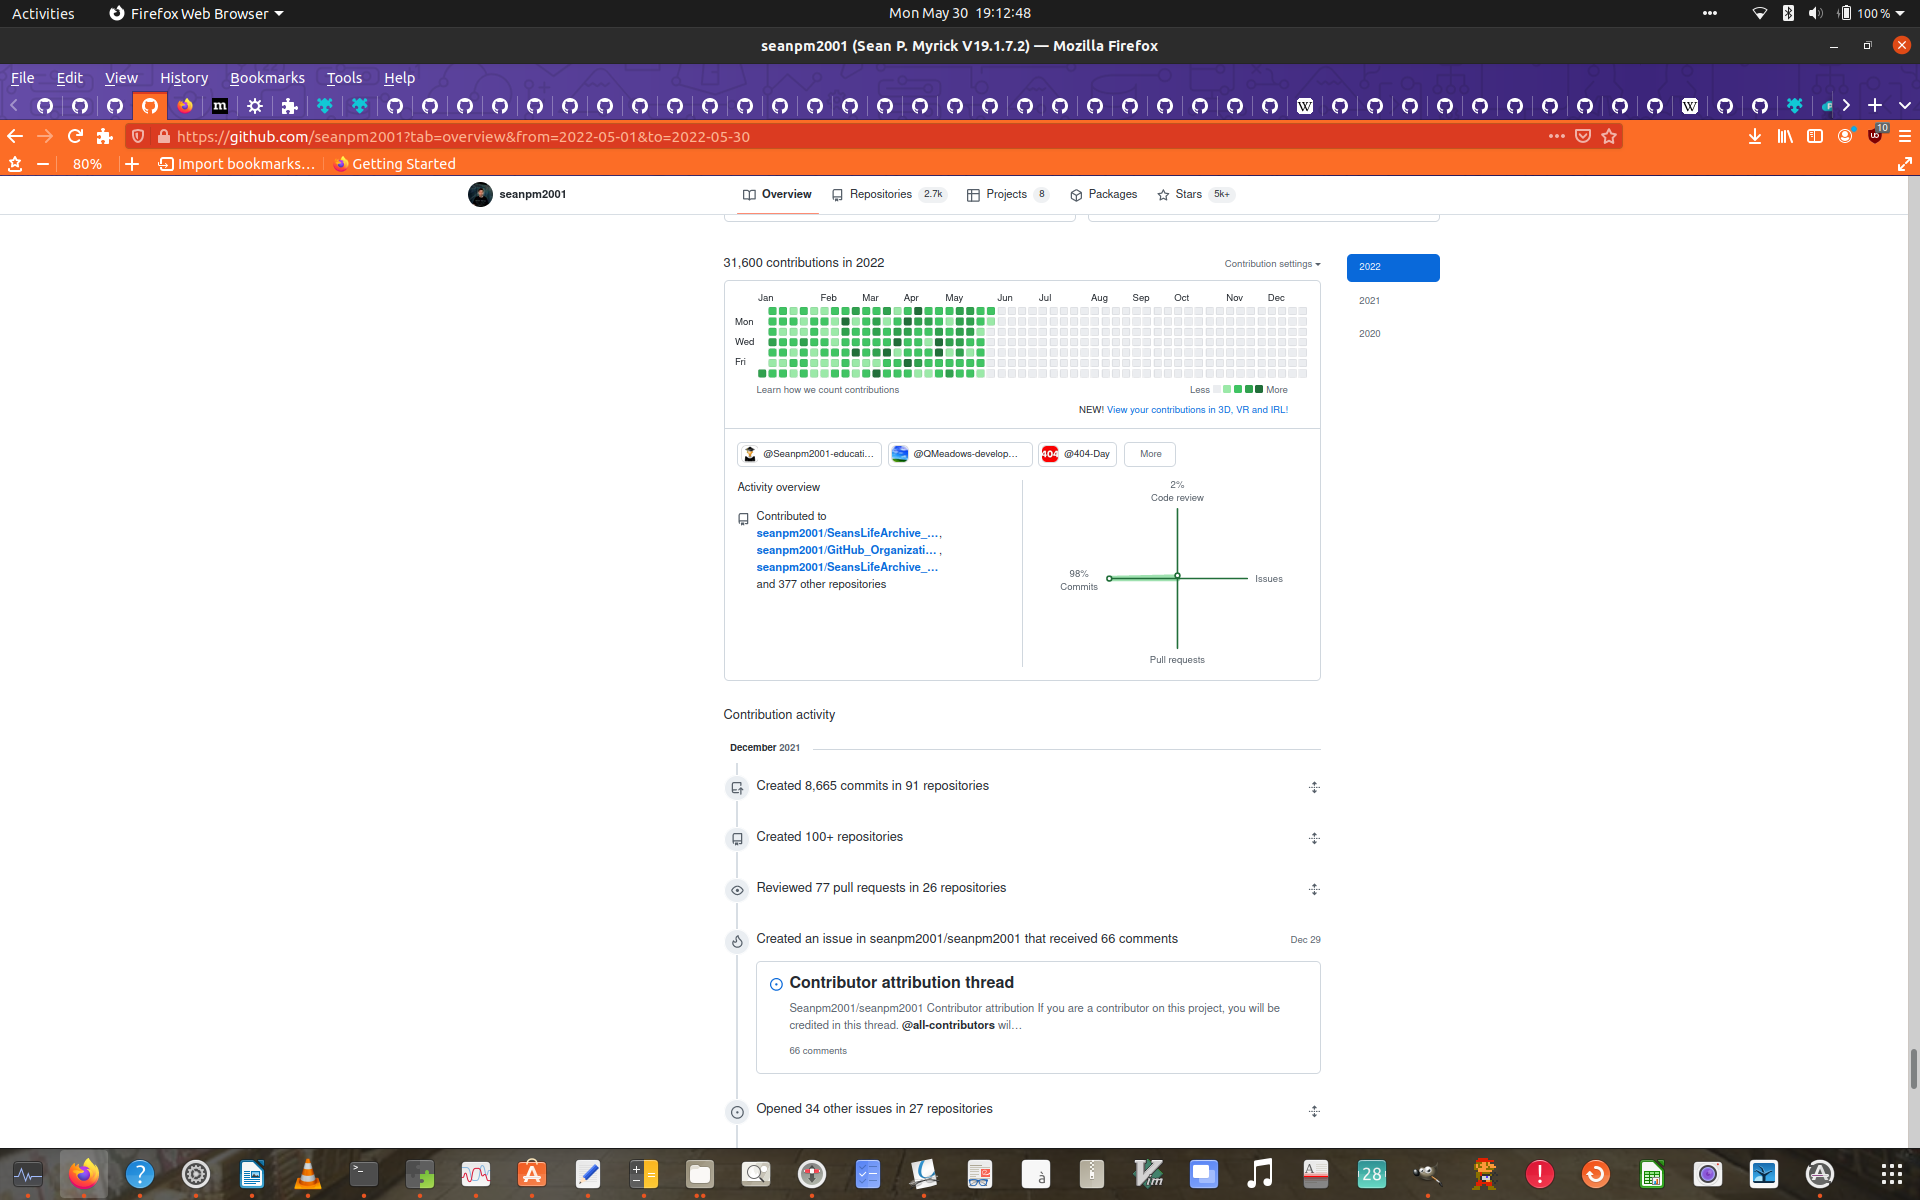 Activities
Firefox Web Browser
Mon May 30 19:12:48
100 %
seanpm2001 (Sean P. Myrick V19.1.7.2) — Mozilla Firefox
File Edit View History Bookmarks Tools Help
https://github.com/seanpm2001?tab=overview&from=2022-05-01&to=2022-05-30
10
80%
Import bookmarks...
Getting Started
seanpm2001
Overview
Repositories 2.7k
Projects 8
Packages
Stars 5k+
31,600 contributions in 2022
Contribution settings
2022
2021
2020
Jan Feb Mar Apr May Jun Jul Aug Sep Oct Nov Dec
Mon
Wed
Fri
Learn how we count contributions
Less More
NEW! View your contributions in 3D, VR and IRL!
@Seanpm2001-educati...
@QMeadows-develop...
404 @404-Day
More
Activity overview
Contributed to
seanpm2001/SeansLifeArchive_...,
seanpm2001/GitHub_Organizati... ,
seanpm2001/SeansLifeArchive_...
and 377 other repositories
2%
Code review
98%
Commits
Issues
Pull requests
Contribution activity
December 2021
Created 8,665 commits in 91 repositories
Created 100+ repositories
Reviewed 77 pull requests in 26 repositories
Created an issue in seanpm2001/seanpm2001 that received 66 comments
Dec 29
Contributor attribution thread
Seanpm2001/seanpm2001 Contributor attribution If you are a contributor on this project, you will be
credited in this thread. @all-contributors wil...
66 comments
Opened 34 other issues in 27 repositories
28